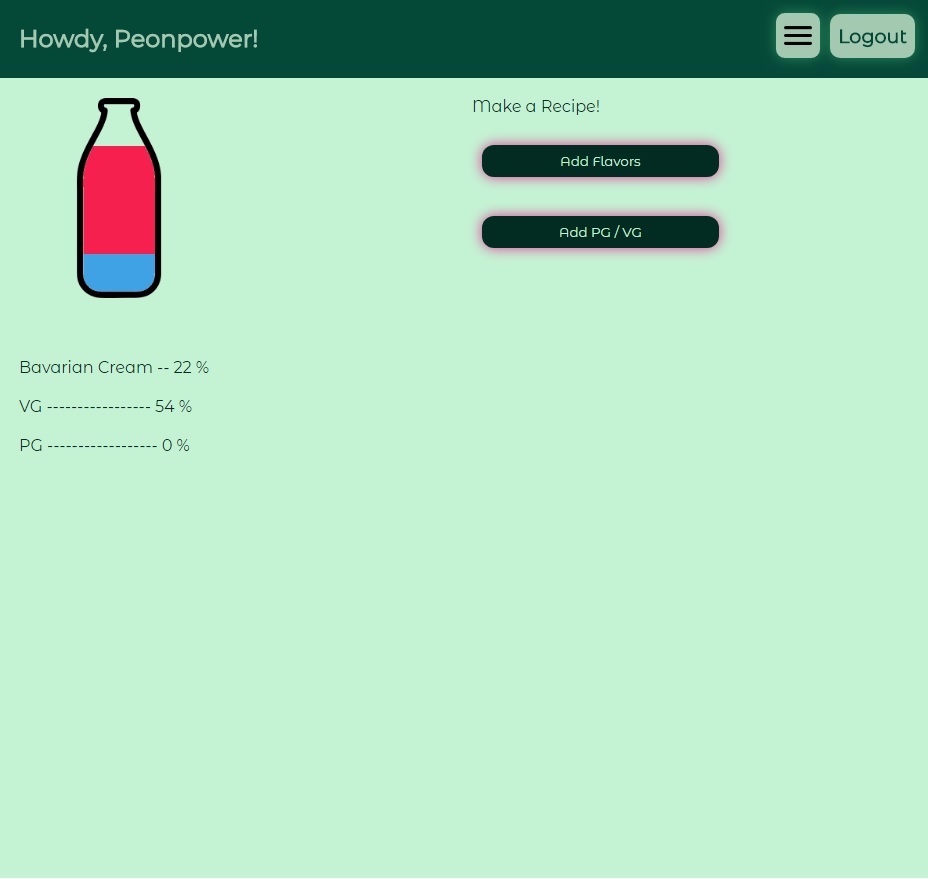 Howdy, Peonpower!
Logout
Make a Recipe!
Add Flavors
Add PG / VG
Bavarian Cream -- 22 %
VG ----------------- 54 %
PG ------------------ 0 %